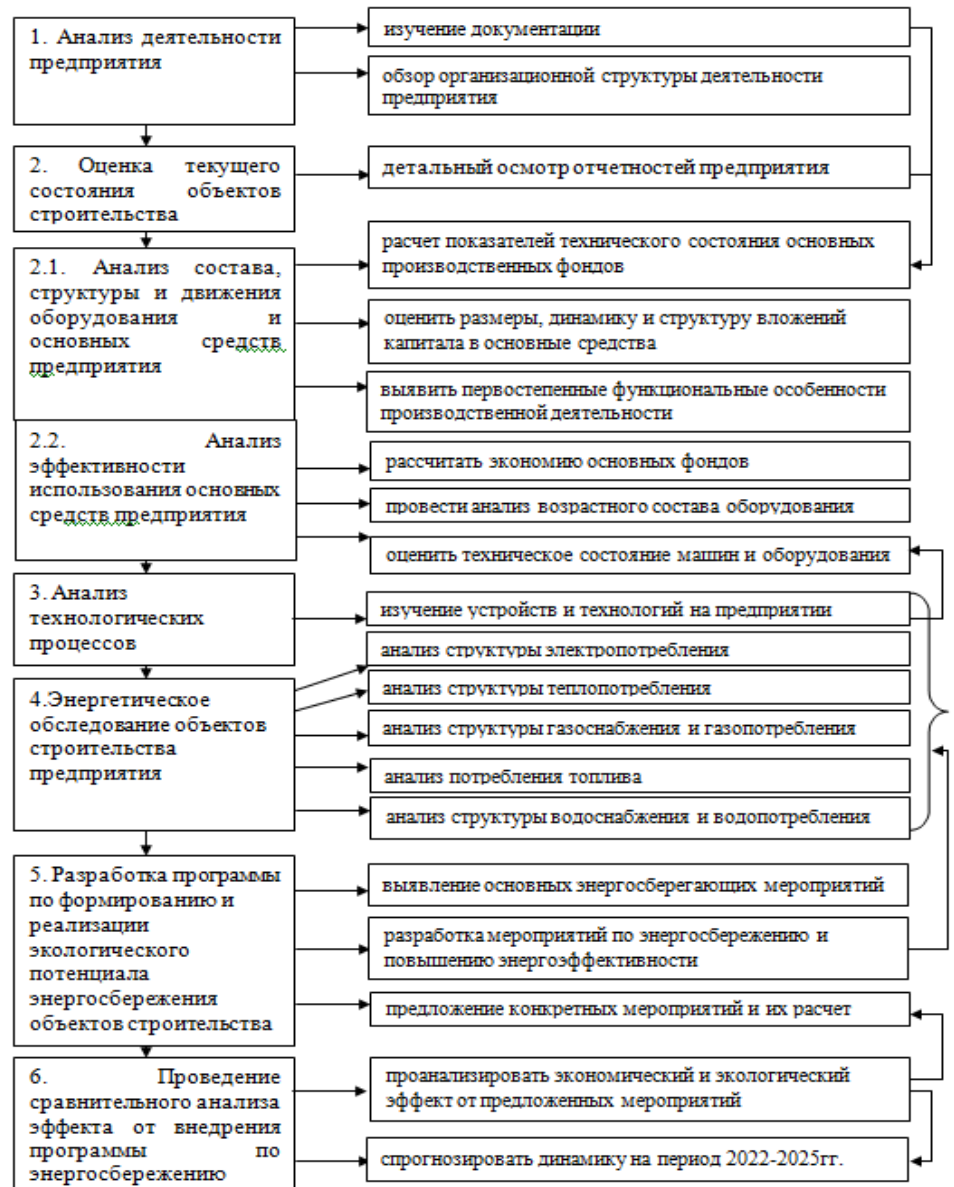 1. Анализ деятельности
предприятия
изучение документации
обзор организационной структуры деятельности
предприятия
2. Оценка текущего
состояния объектов
строительства
детальный осмотр отчетностей предприятия
2.1. Анализ состава,
структуры и движения
оборудования и
основных средств
предприятия
расчет показателей технического состояния основных
производственных фондов
оценить размеры, динамику и структуру вложений
капитала в основные средства
выявить первостепенные функциональные особенности
производственной деятельности
2.2. Анализ
эффективности
использования основных
средств предприятия
рассчитать экономию основных фондов
провести анализ возрастного состава оборудования
оценить техническое состояние машин и оборудования
3. Анализ
технологических
процессов
изучение устройств и технологий на предприятии
4.Энергетическое
обследование объектов
строительства
предприятия
анализ структуры электропотребления
анализ структуры теплопотребления
анализ структуры газоснабжения и газопотребления
анализ потребления топлива
анализ структуры водоснабжения и водопотребления
5. Разработка программы
по формированию и
реализации
экологического
потенциала
энергосбережения
объектов строительства
выявление основных энергосберегающих мероприятий
разработка мероприятий по энергосбережению и
повышению энергоэффективности
предложение конкретных мероприятий и их расчет
6. Проведение
сравнительного анализа
эффекта от внедрения
программы по
энергосбережению
проанализировать экономический и экологический
эффект от предложенных мероприятий
спрогнозировать динамику на период 2022-2025гг.